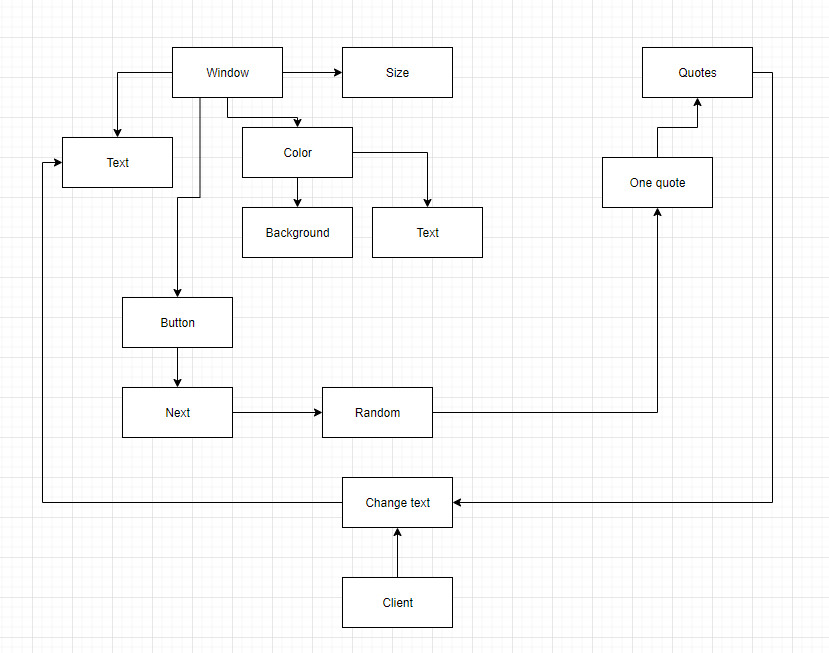 Window
Size
Quotes
Text
Color
One quote
Background
Text
Button
Next
Random
Change text
Client